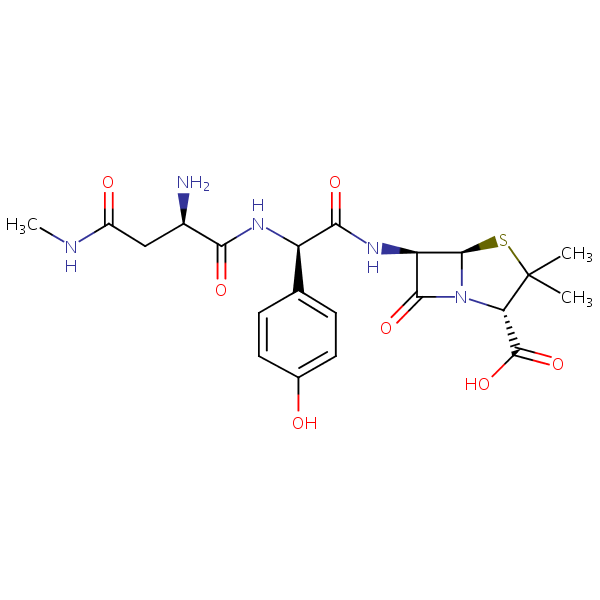 O NH₂ H O
H₃C N H O N H S CH₃
O N CH₃
HO O
OH